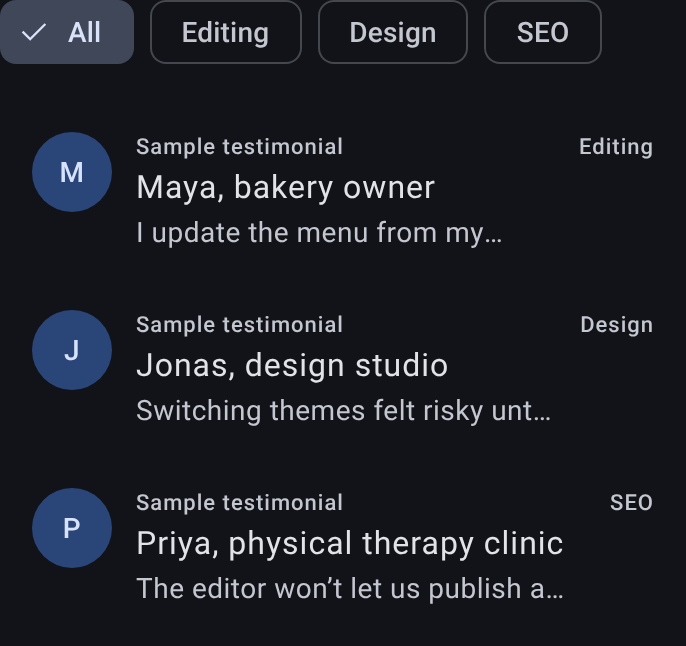 All Editing Design SEO
M
Sample testimonial Editing
Maya, bakery owner
I update the menu from my…
J
Sample testimonial Design
Jonas, design studio
Switching themes felt risky unt…
P
Sample testimonial SEO
Priya, physical therapy clinic
The editor won’t let us publish a…